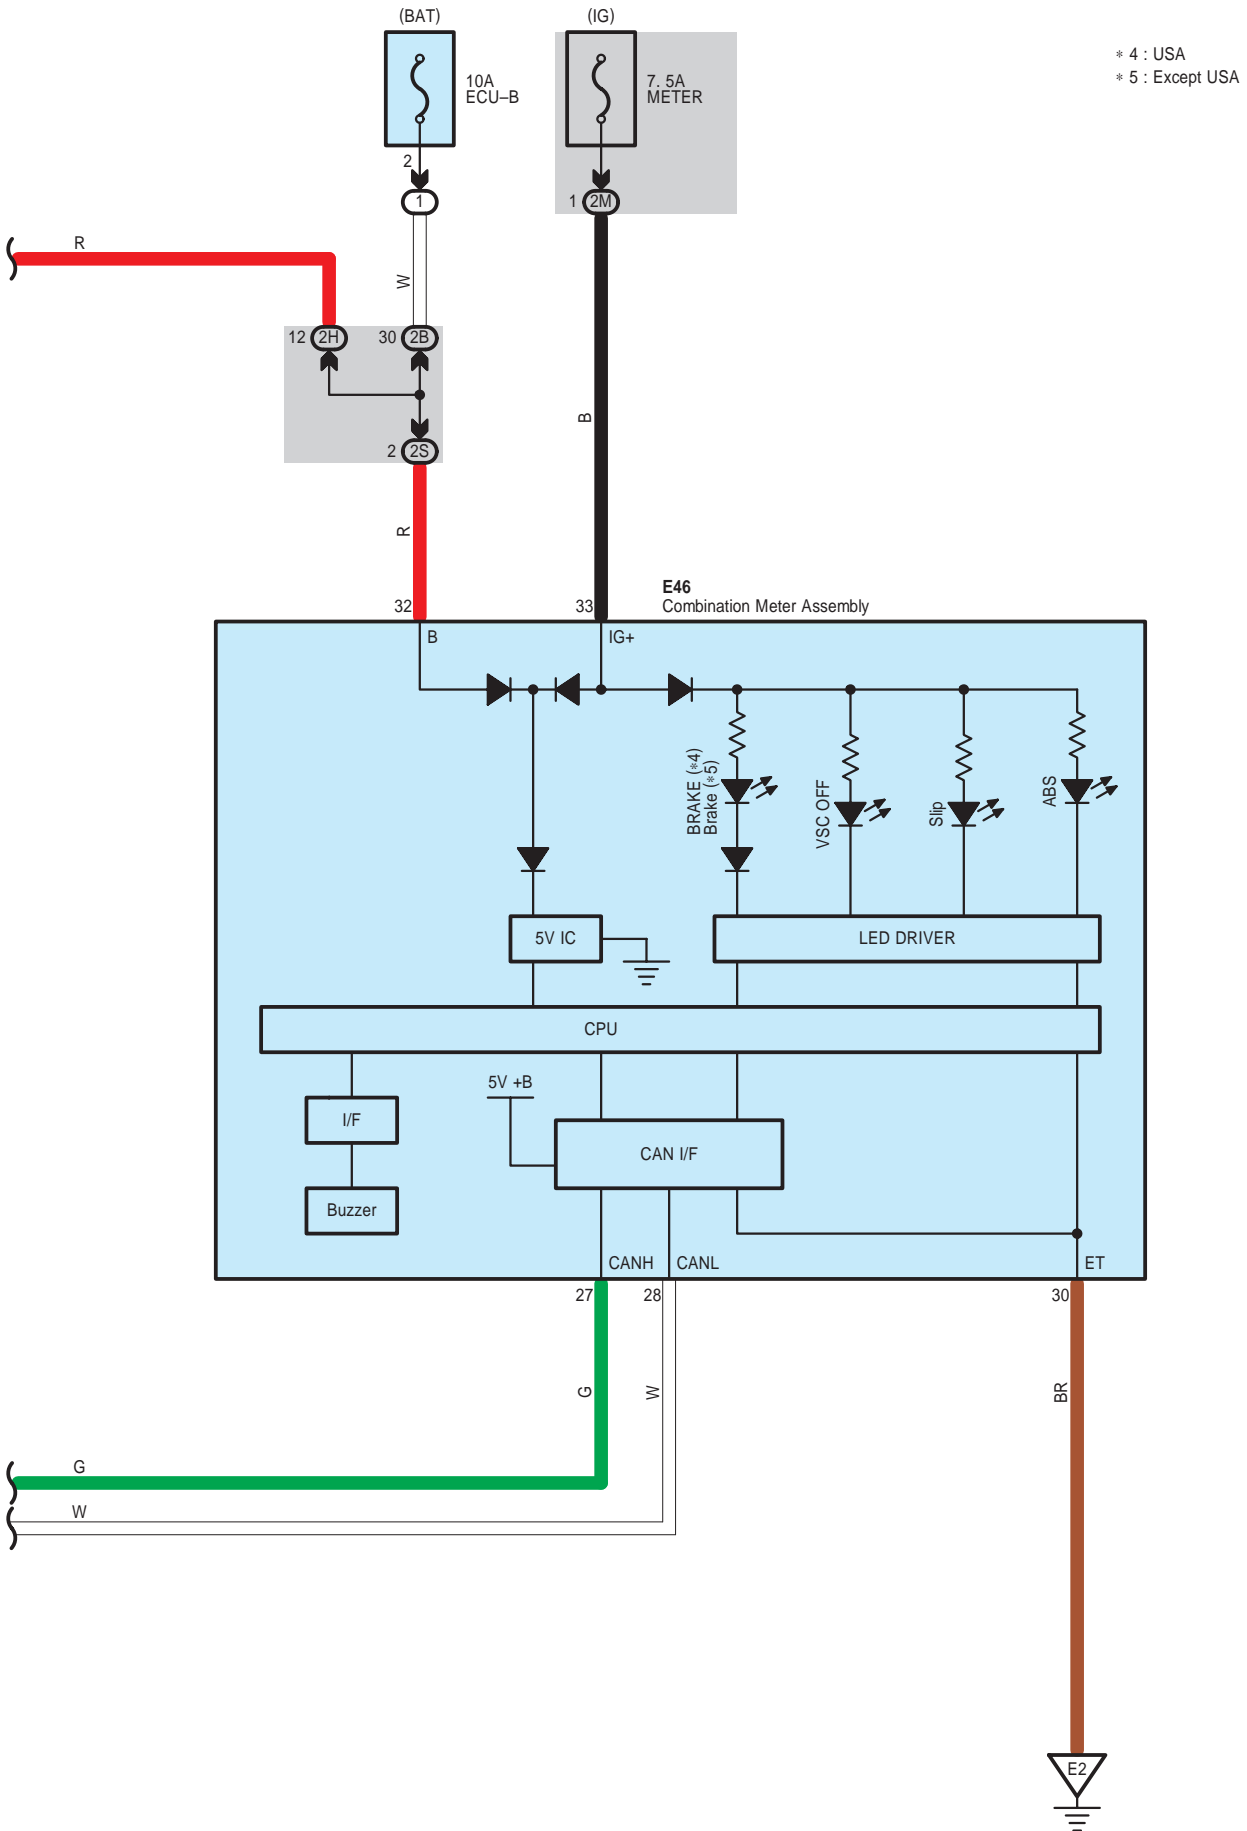 (BAT)
(IG)
* 4 : USA
* 5 : Except USA
10A
ECU–B
7. 5A
METER
2
1
1
2M
R
W
12
2H
30
2B
B
2
2S
R
E46
Combination Meter Assembly
32
33
B
IG+
BRAKE (*4)
Brake (*5)
VSC OFF
Slip
ABS
5V IC
LED DRIVER
CPU
5V +B
I/F
CAN I/F
Buzzer
CANH
CANL
ET
27
28
30
G
W
BR
G
W
E2